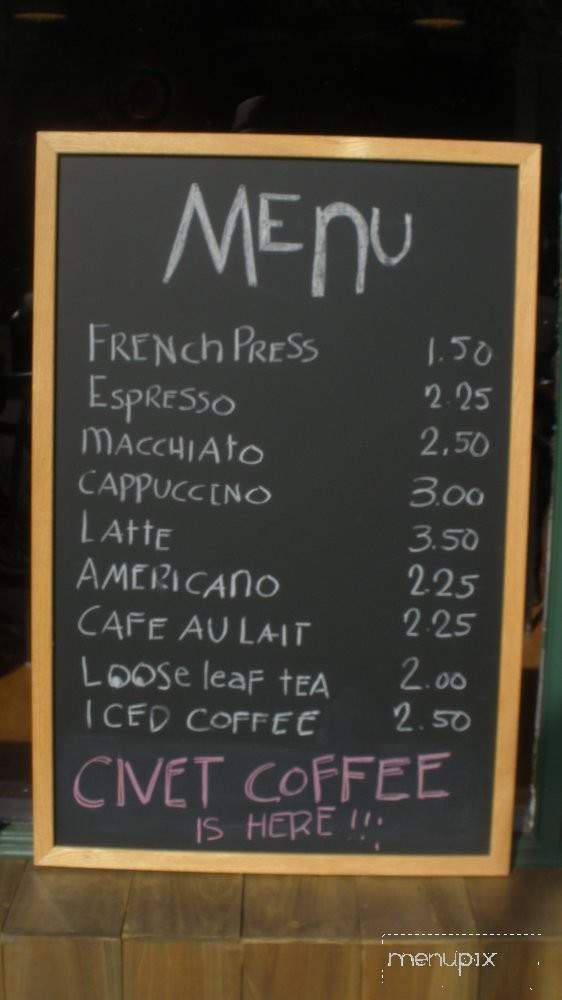 MEnu
FRENCh PRESS 1.50
EspRESSO 2.25
MACCHIAtO 2.50
CAPPUCCINO 3.00
LAttE 3.50
AMERICAnO 2.25
CAFE AU LAIT 2.25
LOOSe leaF tEA 2.00
ICED COFFEE 2.50
CIVET COFFEE
IS HERE !!!
menupix